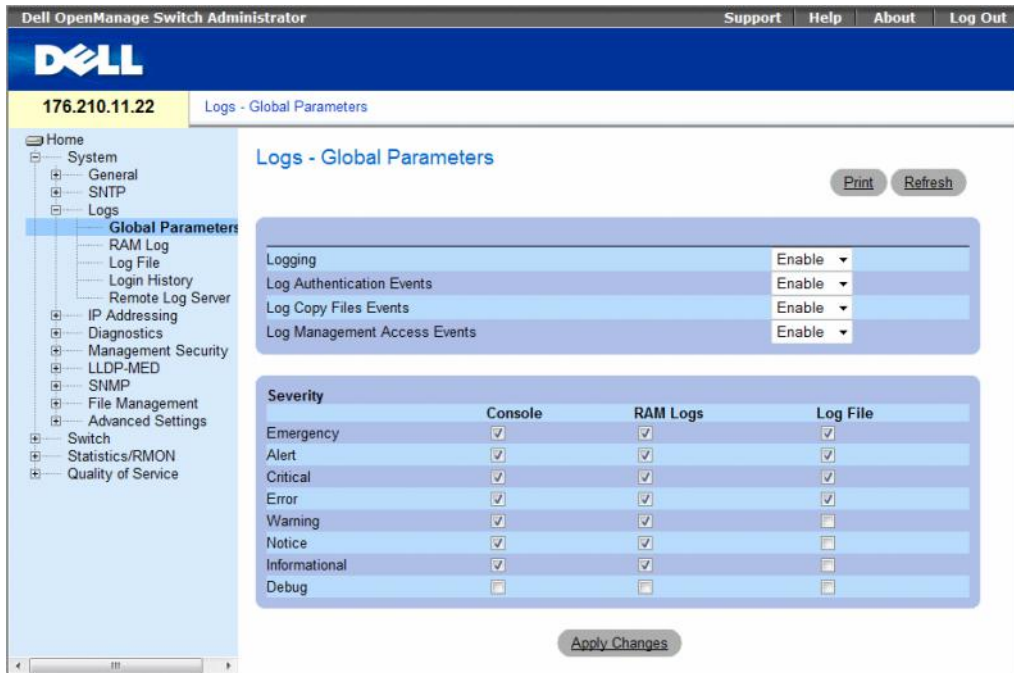 Dell OpenManage Switch Administrator
Support Help About Log Out
DELL
176.210.11.22
Logs - Global Parameters
Home
System
General
SNTP
Logs
Global Parameters
RAM Log
Log File
Login History
Remote Log Server
IP Addressing
Diagnostics
Management Security
LLDP-MED
SNMP
File Management
Advanced Settings
Switch
Statistics/RMON
Quality of Service
Logs - Global Parameters
Print Refresh
Logging Enable
Log Authentication Events Enable
Log Copy Files Events Enable
Log Management Access Events Enable
Severity
Console RAM Logs Log File
Emergency
Alert
Critical
Error
Warning
Notice
Informational
Debug
Apply Changes